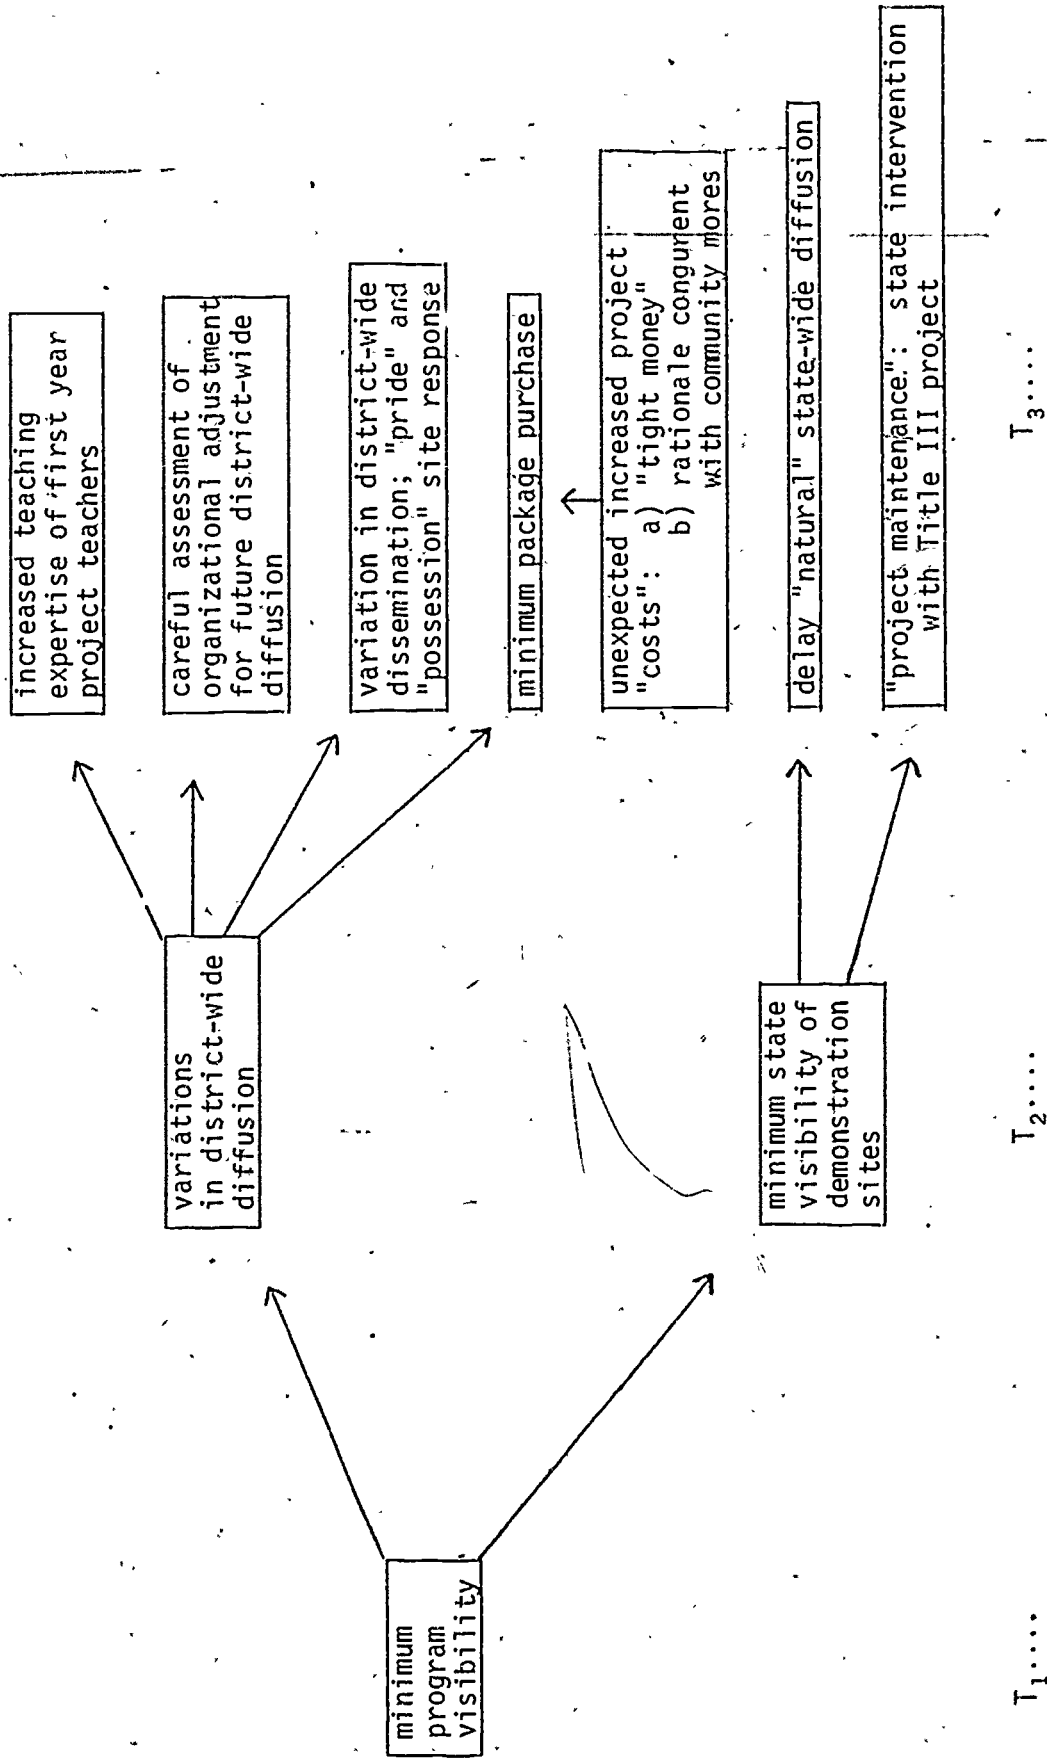 minimum
program
visibility
variations
in district-wide
diffusion
minimum state
visibility of
demonstration
sites
increased teaching
expertise of first year
project teachers
careful assessment of
organizational adjustment
for future district-wide
diffusion
variation in district-wide
dissemination; "pride" and
"possession" site response
minimum package purchase
unexpected increased project
"costs": a) "tight money"
b) rationale congurent
with community mores
delay "natural" state-wide diffusion
"project maintenance": state intervention
with Title III project
T1....
T2....
T3....